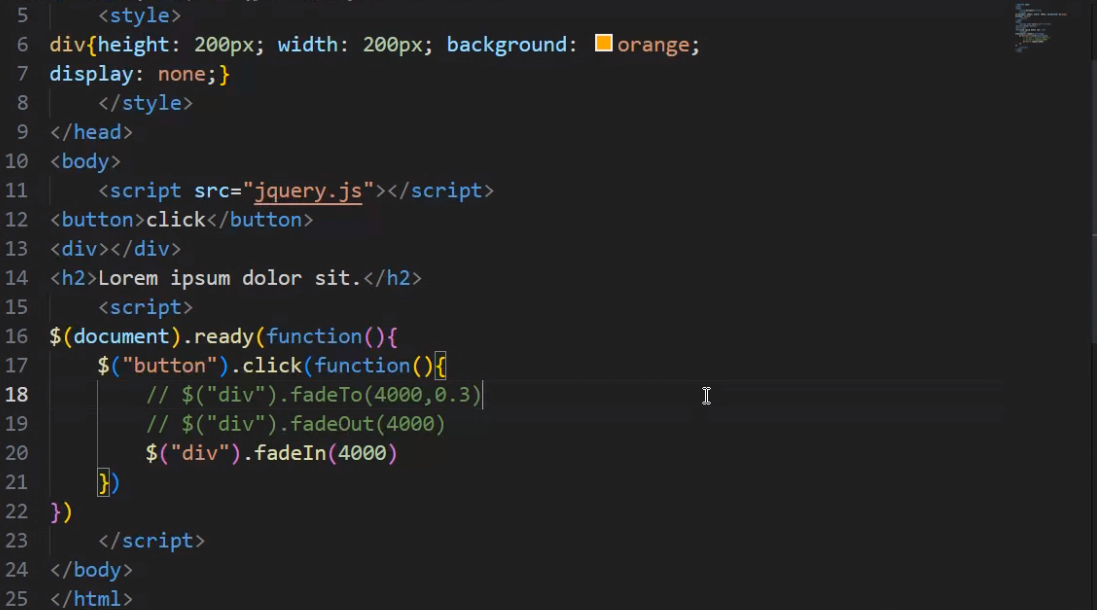 5 <style>
6 div{height: 200px; width: 200px; background: orange;
7 display: none;}
8 </style>
9 </head>
10 <body>
11 <script src="jquery.js"></script>
12 <button>click</button>
13 <div></div>
14 <h2>Lorem ipsum dolor sit.</h2>
15 <script>
16 $(document).ready(function(){
17 $("button").click(function(){
18 // $("div").fadeTo(4000,0.3)
19 // $("div").fadeOut(4000)
20 $("div").fadeIn(4000)
21 })
22 })
23 </script>
24 </body>
25 </html>